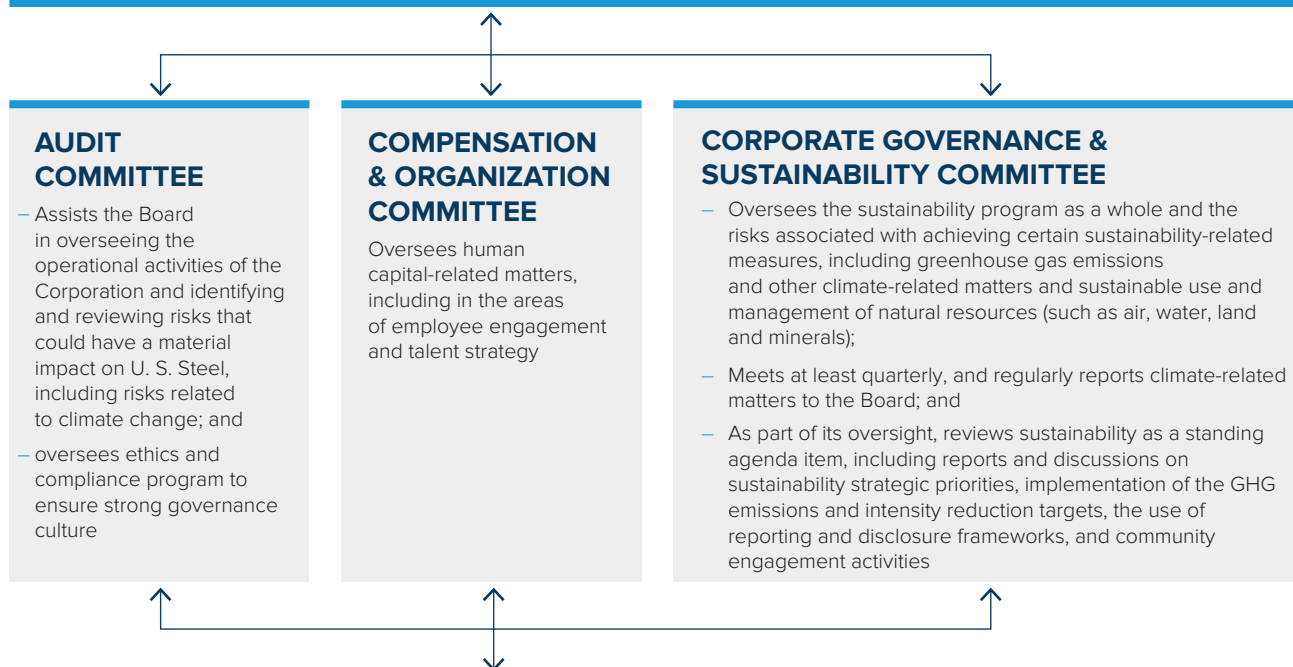 AUDIT
COMMITTEE
– Assists the Board
in overseeing the
operational activities of the
Corporation and identifying
and reviewing risks that
could have a material
impact on U. S. Steel,
including risks related
to climate change; and
– oversees ethics and
compliance program to
ensure strong governance
culture
COMPENSATION
& ORGANIZATION
COMMITTEE
Oversees human
capital-related matters,
including in the areas
of employee engagement
and talent strategy
CORPORATE GOVERNANCE &
SUSTAINABILITY COMMITTEE
– Oversees the sustainability program as a whole and the
risks associated with achieving certain sustainability-related
measures, including greenhouse gas emissions
and other climate-related matters and sustainable use and
management of natural resources (such as air, water, land
and minerals);
– Meets at least quarterly, and regularly reports climate-related
matters to the Board; and
– As part of its oversight, reviews sustainability as a standing
agenda item, including reports and discussions on
sustainability strategic priorities, implementation of the GHG
emissions and intensity reduction targets, the use of
reporting and disclosure frameworks, and community
engagement activities